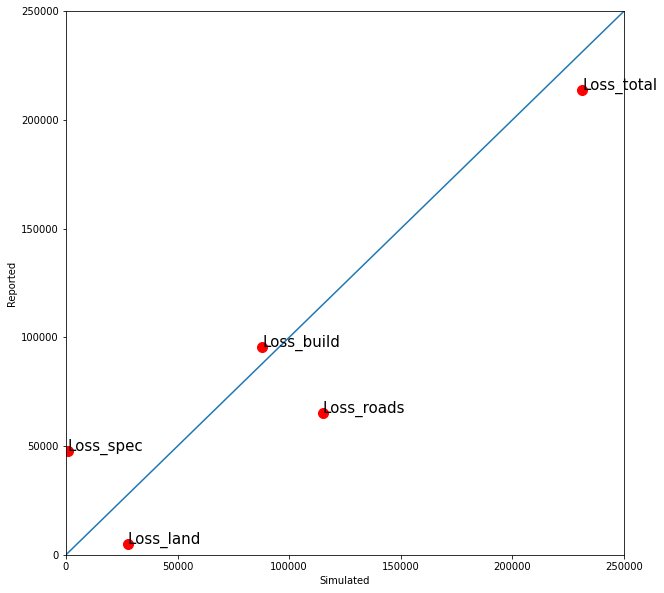 250000
Loss_total
200000
150000
Reported
100000
Loss_build
Loss_roads
50000
Loss_spec
Loss_land
0
0
50000
100000
150000
200000
250000
Simulated